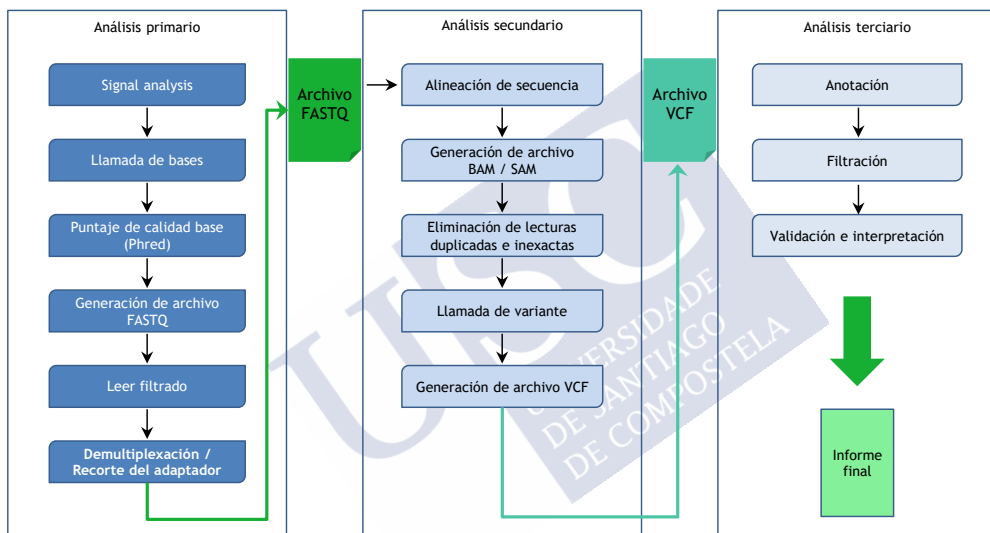 Análisis primario
Signal analysis
Llamada de bases
Puntaje de calidad base
(Phred)
Generación de archivo
FASTQ
Leer filtrado
Demultiplexación /
Recorte del adaptador
Archivo
FASTQ
Análisis secundario
Alineación de secuencia
Generación de archivo
BAM / SAM
Eliminación de lecturas
duplicadas e inexactas
Llamada de variante
Generación de archivo VCF
Archivo
VCF
Análisis terciario
Anotación
Filtración
Validación e interpretación
Informe
final
USC
UNIVERSIDADE
DE SANTIAGO
DE COMPOSTELA